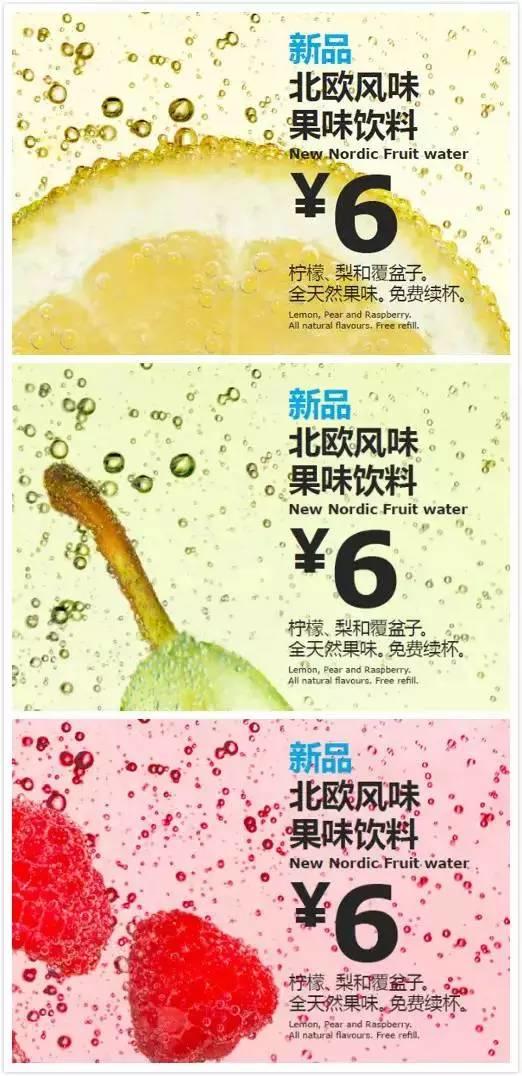 新品
北欧风味
果味饮料
New Nordic Fruit water
¥6
柠檬、梨和覆盆子。
全天然果味。免费续杯。
Lemon, Pear and Raspberry.
All natural flavours. Free refill.
新品
北欧风味
果味饮料
New Nordic Fruit water
¥6
柠檬、梨和覆盆子。
全天然果味。免费续杯。
Lemon, Pear and Raspberry.
All natural flavours. Free refill.
新品
北欧风味
果味饮料
New Nordic Fruit water
¥6
柠檬、梨和覆盆子。
全天然果味。免费续杯。
Lemon, Pear and Raspberry.
All natural flavours. Free refill.